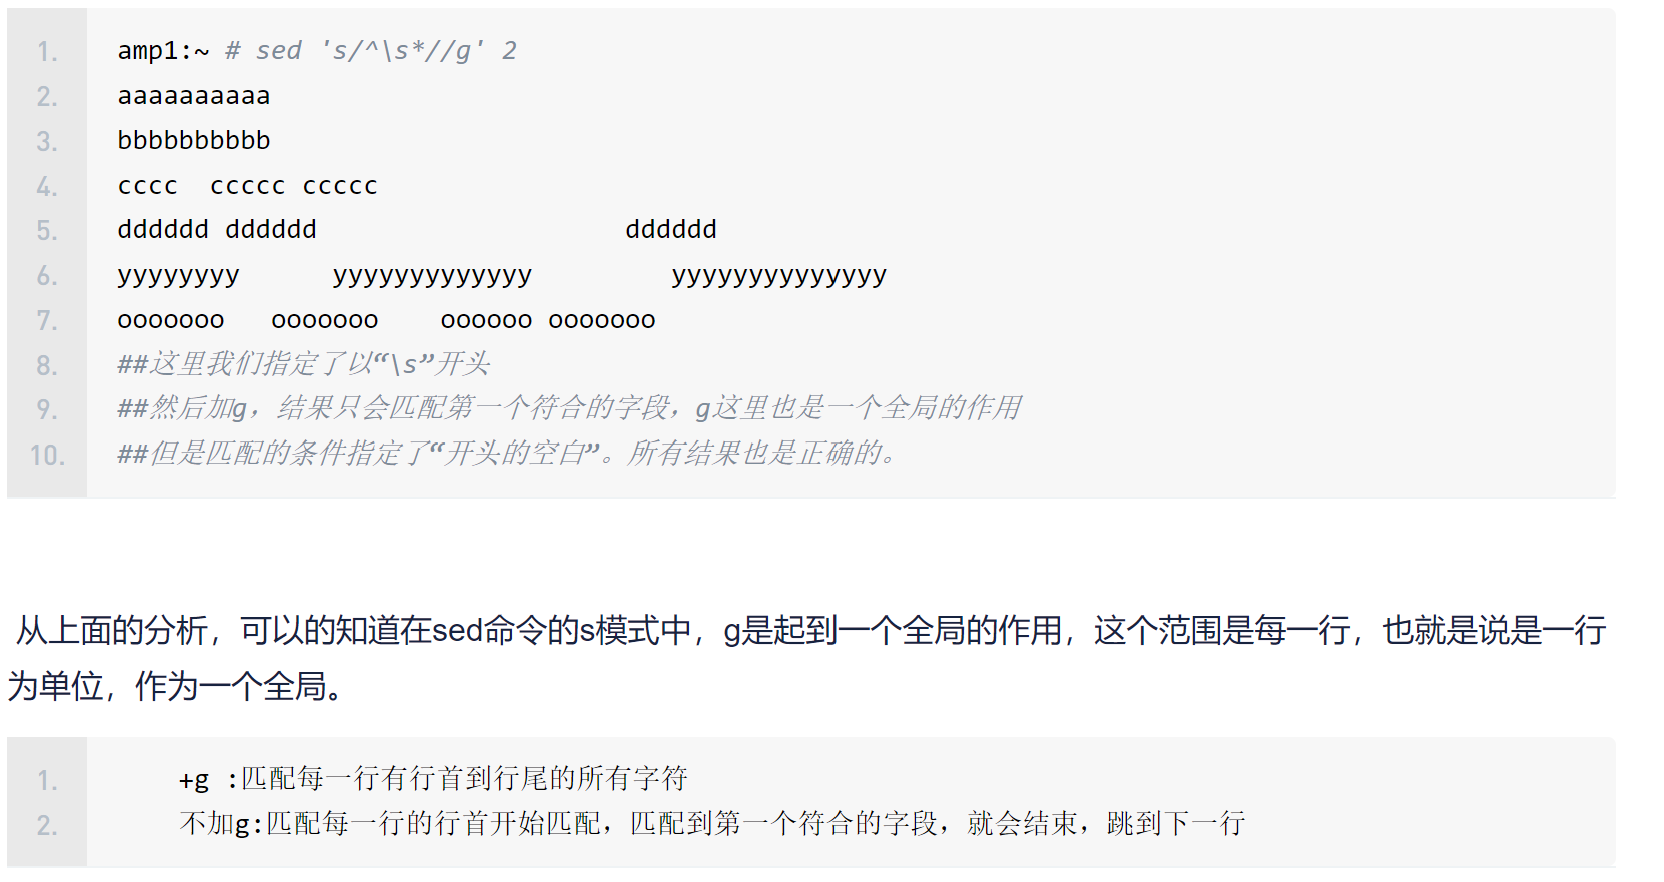 1. amp1:~ # sed 's/^\s*//g' 2
2. aaaaaaaaaa
3. bbbbbbbbbb
4. cccc  ccccc ccccc
5. dddddd dddddd                    dddddd
6. yyyyyyyy      yyyyyyyyyyyyy         yyyyyyyyyyyyyy
7. ooooooo   ooooooo    oooooo ooooooo
8. ##这里我们指定了以“\s”开头
9. ##然后加g，结果只会匹配第一个符合的字段，g这里也是一个全局的作用
10. ##但是匹配的条件指定了“开头的空白”。所有结果也是正确的。
从上面的分析，可以的知道在sed命令的s模式中，g是起到一个全局的作用，这个范围是每一行，也就是说是一行
为单位，作为一个全局。
1. +g :匹配每一行有行首到行尾的所有字符
2. 不加g:匹配每一行的行首开始匹配，匹配到第一个符合的字段，就会结束，跳到下一行